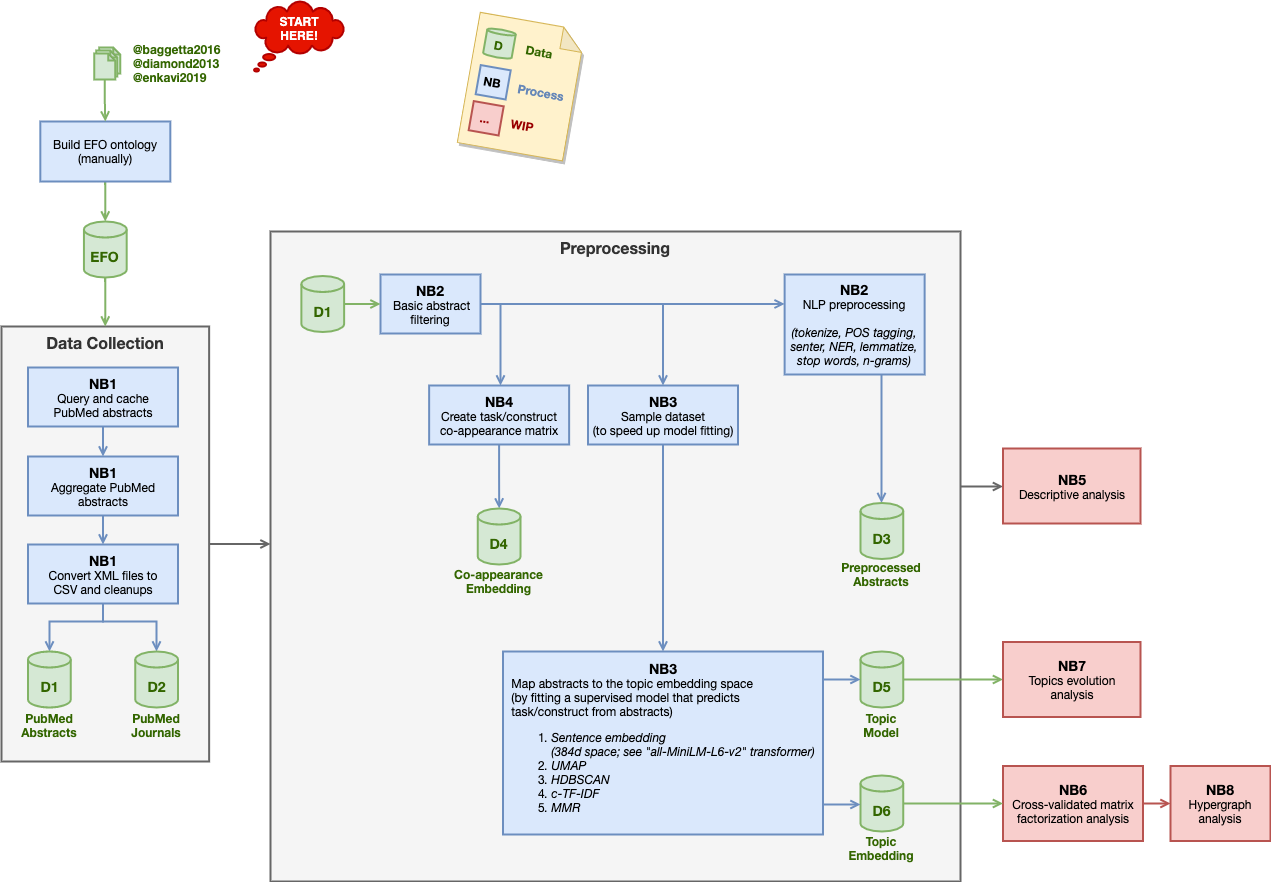 START
HERE!
@baggetta2016
@diamond2013
@enkavi2019
D
Data
NB
Process
...
WIP
Build EFO ontology
(manually)
EFO
Data Collection
NB1
Query and cache
PubMed abstracts
NB1
Aggregate PubMed
abstracts
NB1
Convert XML files to
CSV and cleanups
D1
PubMed
Abstracts
D2
PubMed
Journals
Preprocessing
D1
NB2
Basic abstract
filtering
NB2
NLP preprocessing
(tokenize, POS tagging,
senter, NER, lemmatize,
stop words, n-grams)
NB4
Create task/construct
co-appearance matrix
NB3
Sample dataset
(to speed up model fitting)
D4
Co-appearance
Embedding
D3
Preprocessed
Abstracts
NB3
Map abstracts to the topic embedding space
(by fitting a supervised model that predicts
task/construct from abstracts)
1. Sentence embedding
(384d space; see "all-MiniLM-L6-v2" transformer)
2. UMAP
3. HDBSCAN
4. c-TF-IDF
5. MMR
D5
Topic
Model
D6
Topic
Embedding
NB5
Descriptive analysis
NB7
Topics evolution
analysis
NB6
Cross-validated matrix
factorization analysis
NB8
Hypergraph
analysis